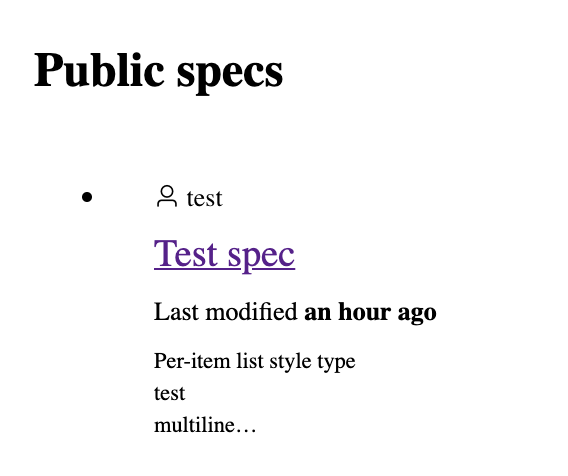 Public specs
test
Test spec
Last modified an hour ago
Per-item list style type
test
multiline…